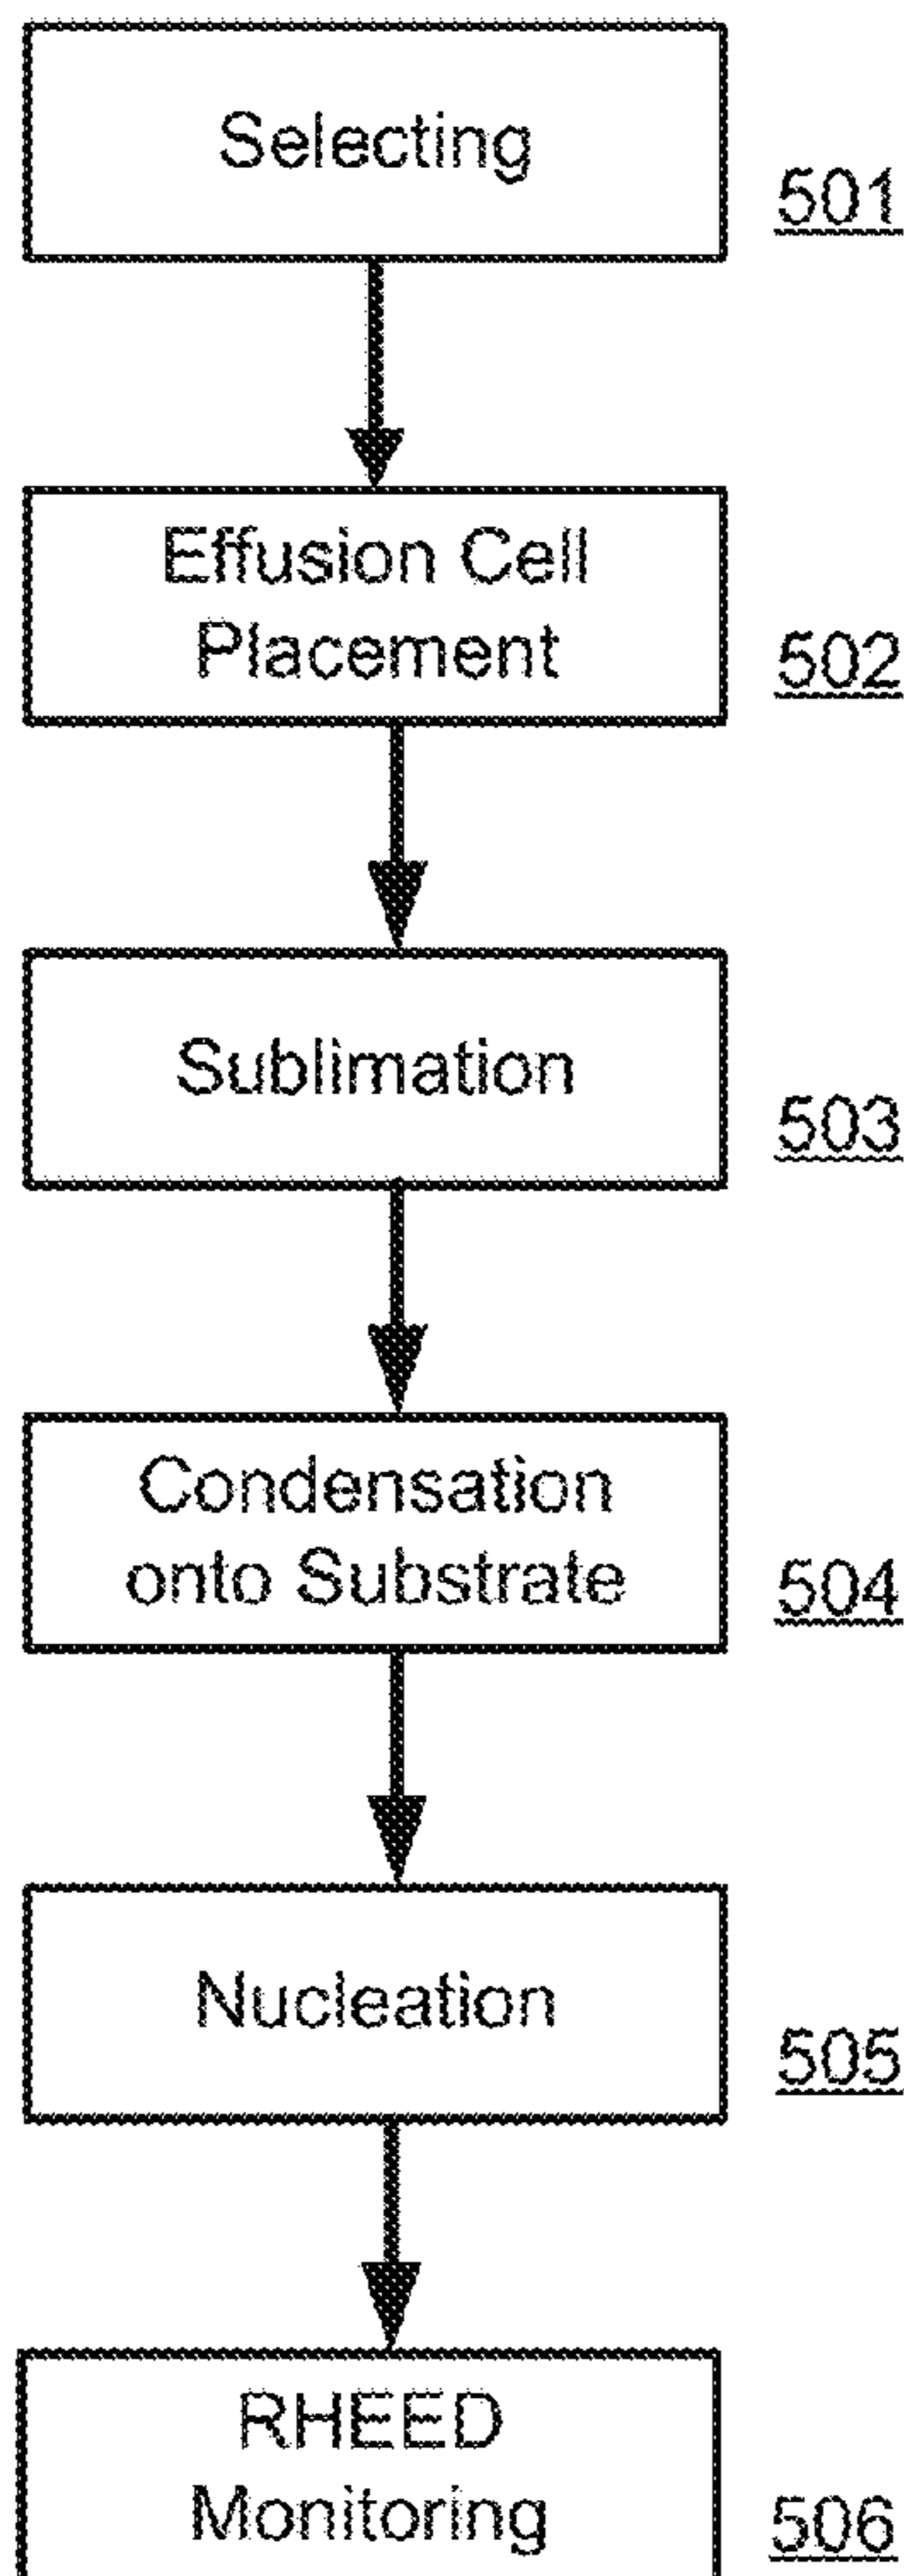 Selecting
501
Effusion Cell
Placement
502
Sublimation
503
Condensation
onto Substrate
504
Nucleation
505
RHEED
Monitoring
506